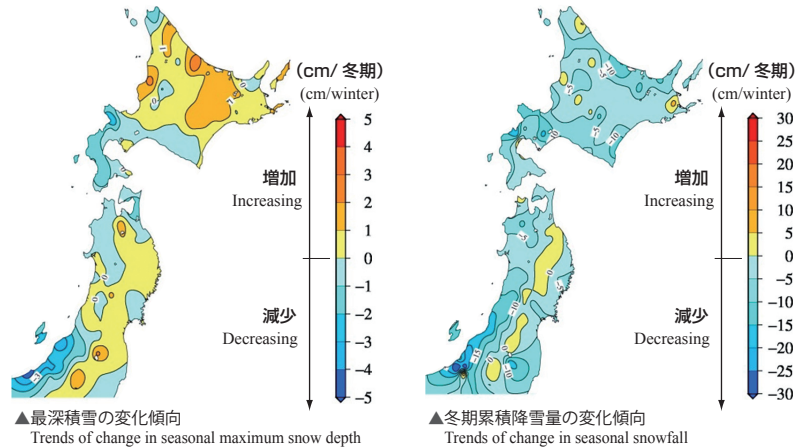 (cm/ 冬期)
(cm/winter)
5
4
3
2
1
0
−1
−2
−3
−4
−5
増加
Increasing
減少
Decreasing
▲最深積雪の変化傾向
Trends of change in seasonal maximum snow depth
(cm/ 冬期)
(cm/winter)
30
25
20
15
10
5
0
−5
−10
−15
−20
−25
−30
増加
Increasing
減少
Decreasing
▲冬期累積降雪量の変化傾向
Trends of change in seasonal snowfall